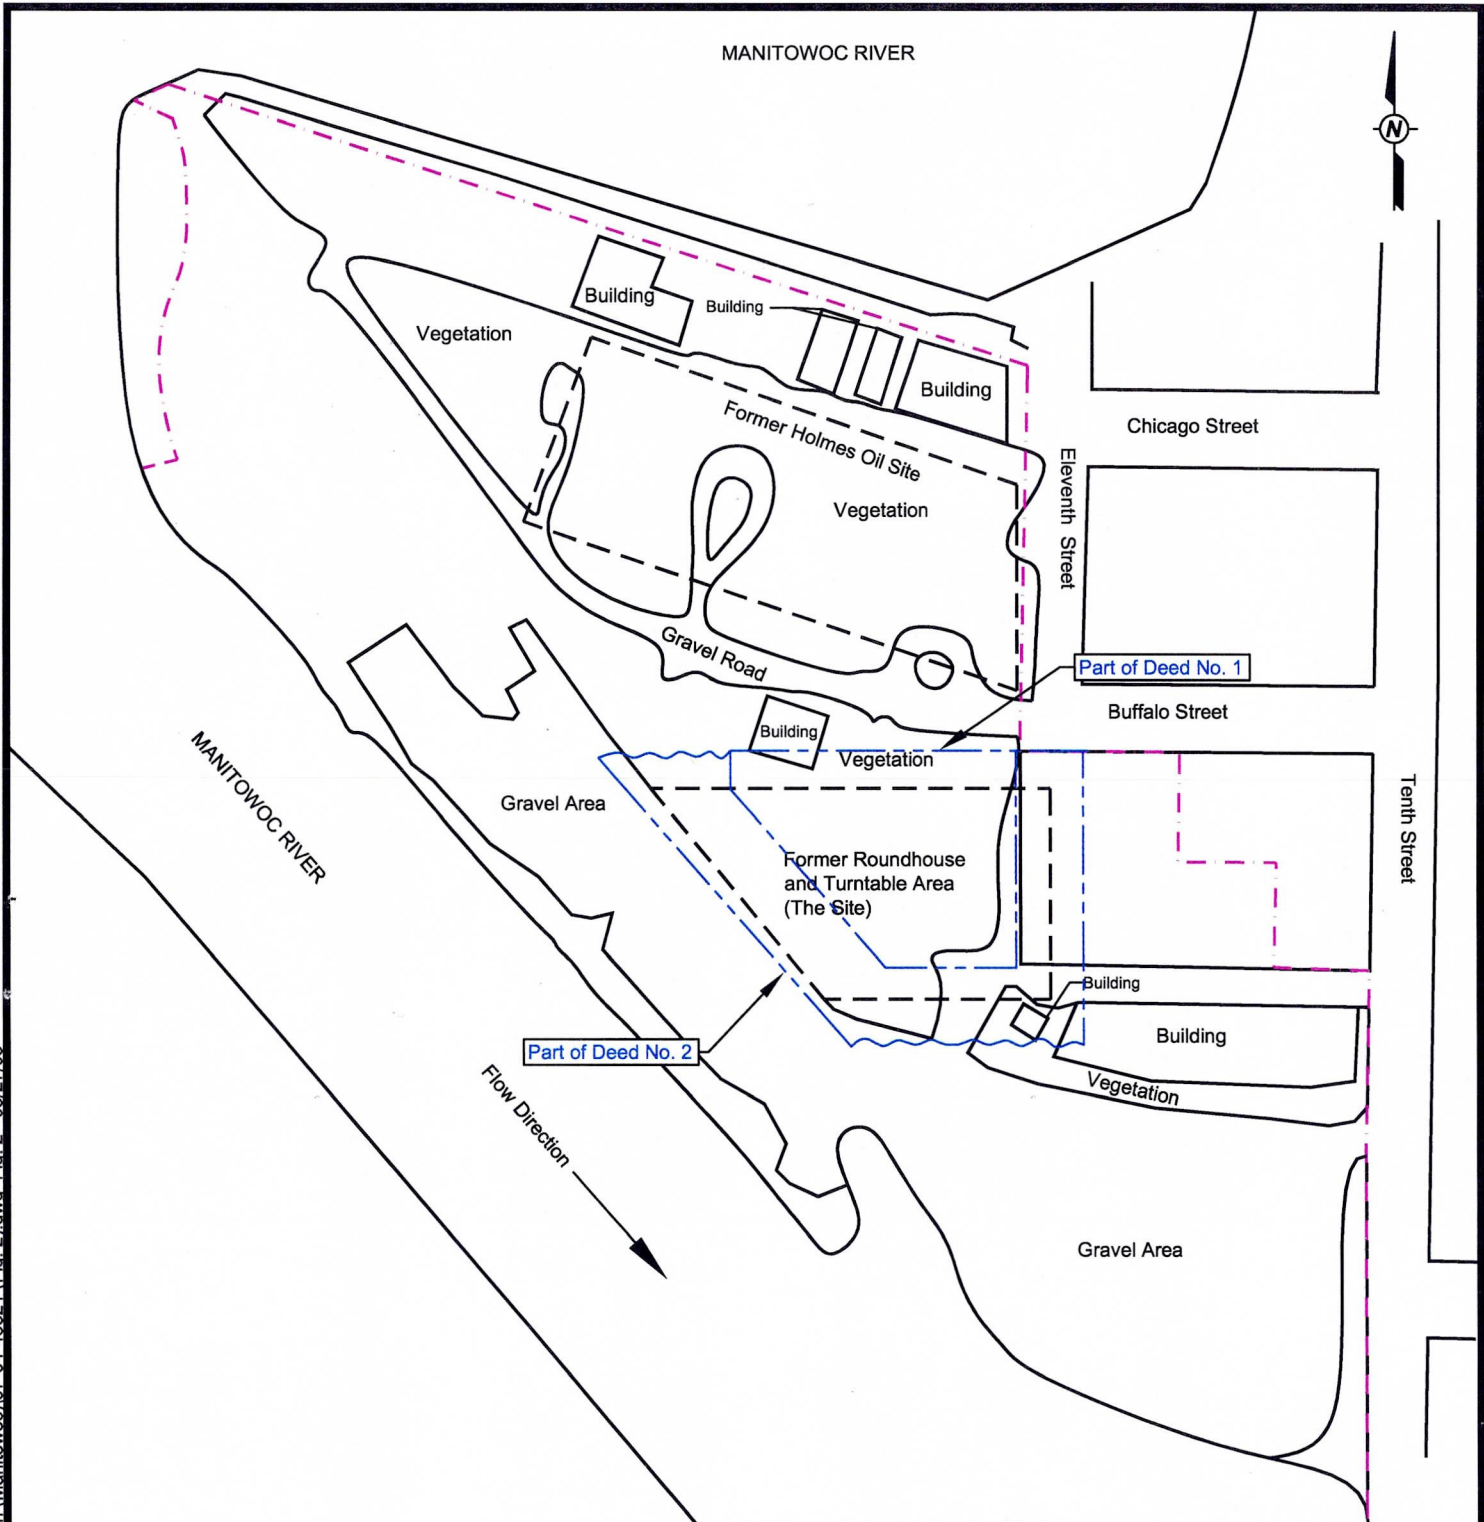 MANITOWOC RIVER
N
Building
Building
Vegetation
Building
Former Holmes Oil Site
Chicago Street
Eleventh Street
Vegetation
Gravel Road
Part of Deed No. 1
Buffalo Street
Building
Vegetation
MANITOWOC RIVER
Gravel Area
Tenth Street
Former Roundhouse
and Turntable Area
(The Site)
Building
Building
Part of Deed No. 2
Vegetation
Flow Direction
Gravel Area